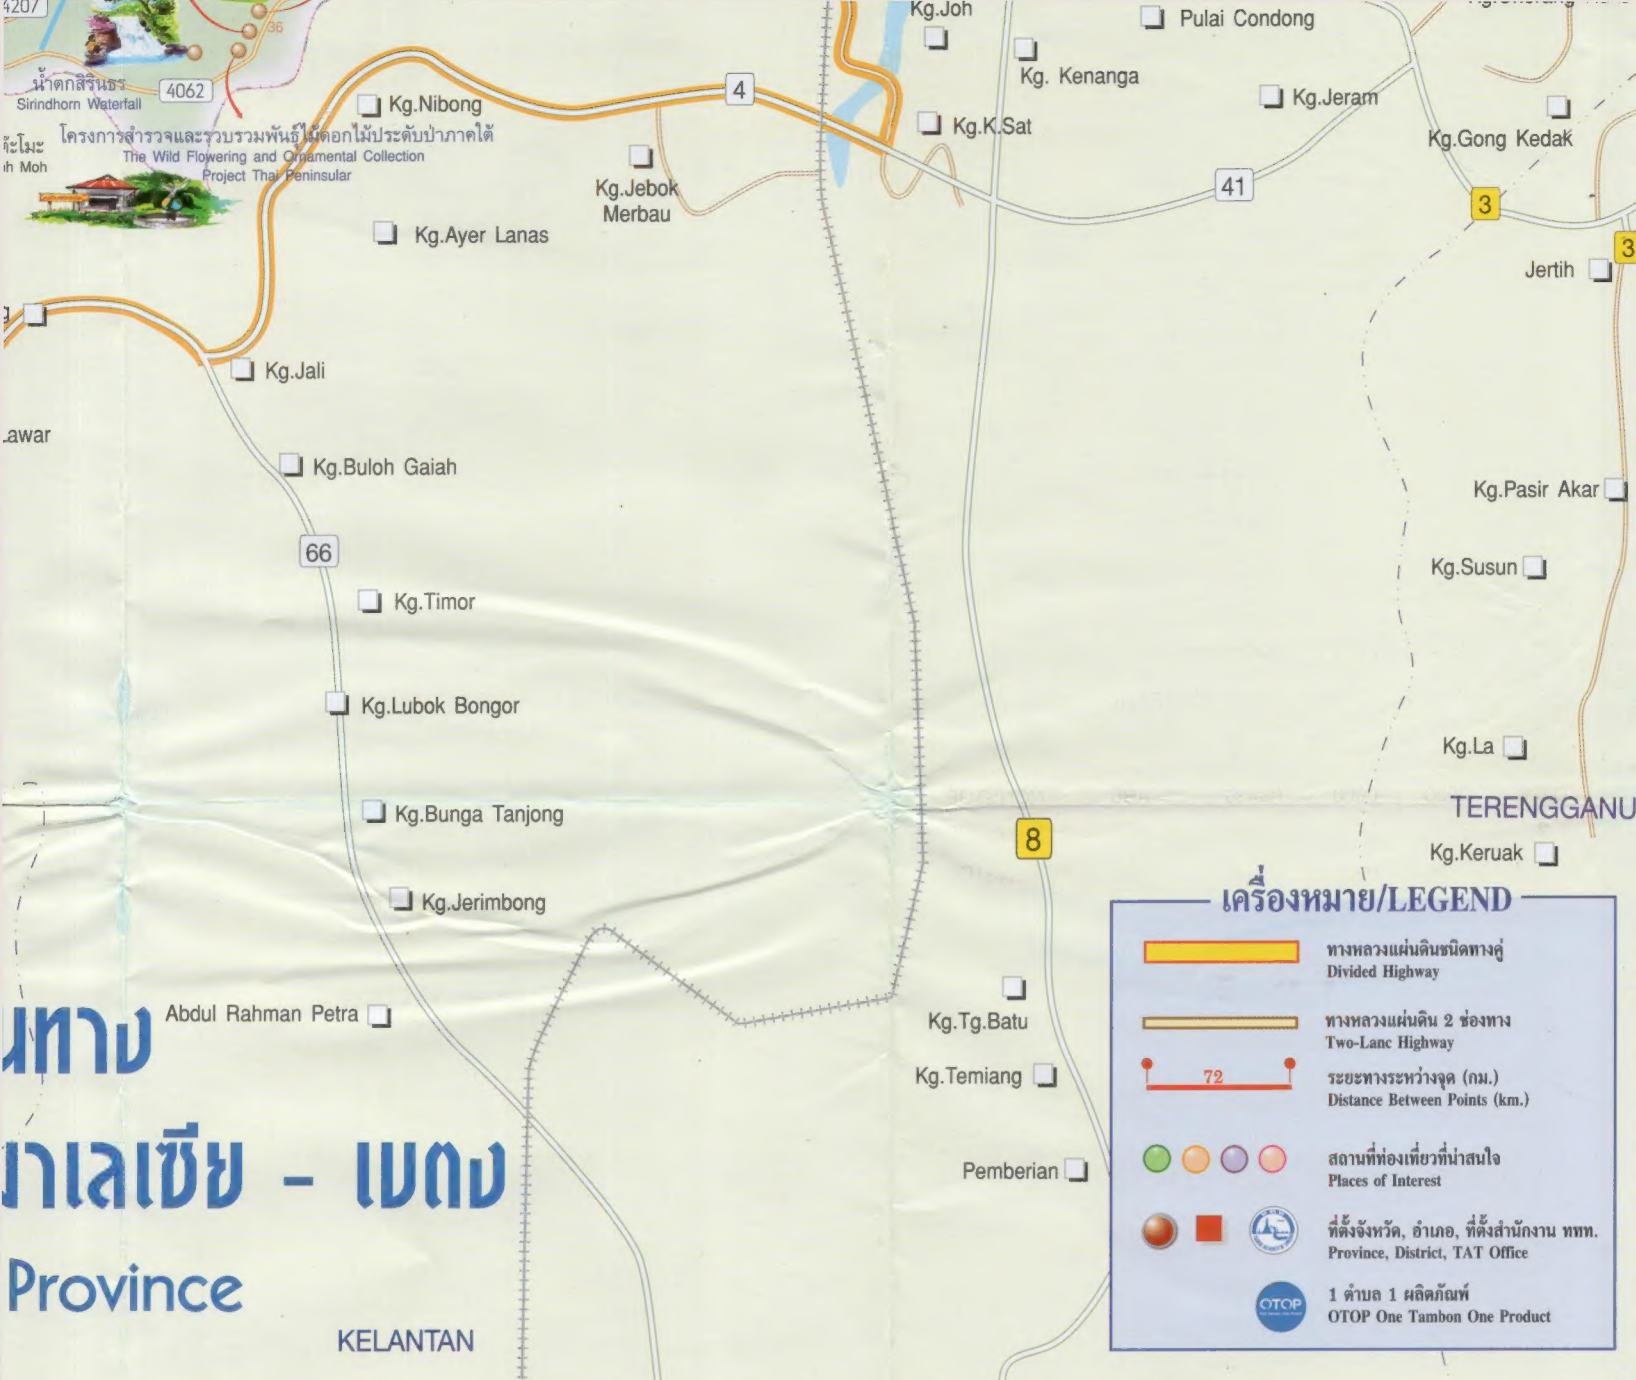 4207
36
น้ำตกสิรินธร
Sirindhorn Waterfall
4062
โครงการสำรวจและรวบรวมพันธุ์ไม้ดอกไม้ประดับป่าภาคใต้
The Wild Flowering and Ornamental Collection
Project Thai Peninsular
Moh
Kg.Nibong
4
Kg.Joh
Kg. Kenanga
Pulai Condong
Kg.Jeram
Kg.K.Sat
Kg.Gong Kedak
Kg.Jebok
Merbau
41
3
3
Kg.Ayer Lanas
Jertih
Kg.Jali
awar
Kg.Buloh Gaiah
Kg.Pasir Akar
66
Kg.Susun
Kg.Timor
Kg.Lubok Bongor
Kg.La
TERENGGANU
Kg.Bunga Tanjong
8
Kg.Keruak
Kg.Jerimbong
Abdul Rahman Petra
Kg.Tg.Batu
Kg.Temiang
Pemberian
นทาง
มาเลเซีย - เบตง
Province
KELANTAN
เครื่องหมาย/LEGEND
ทางหลวงแผ่นดินชนิดทางคู่
Divided Highway
ทางหลวงแผ่นดิน 2 ช่องทาง
Two-Lanc Highway
72
ระยะทางระหว่างจุด (กม.)
Distance Between Points (km.)
สถานที่ท่องเที่ยวที่น่าสนใจ
Places of Interest
ที่ตั้งจังหวัด, อำเภอ, ที่ตั้งสำนักงาน ททท.
Province, District, TAT Office
OTOP
1 ตำบล 1 ผลิตภัณฑ์
OTOP One Tambon One Product